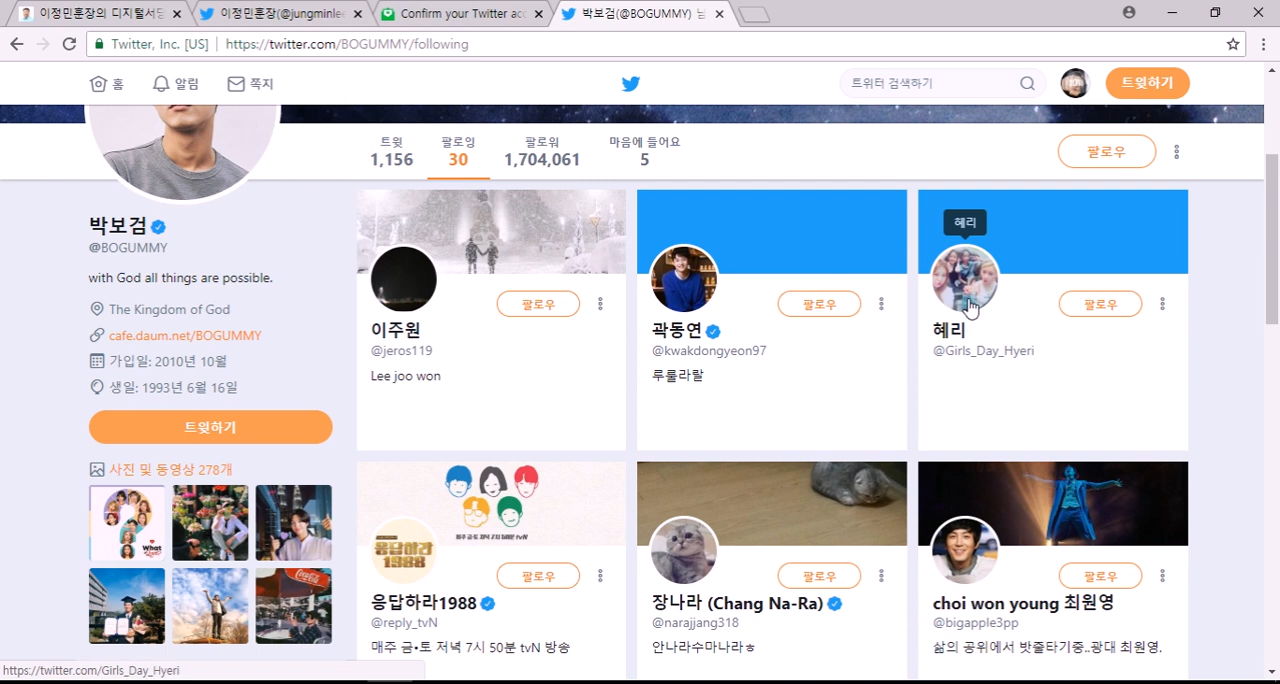 이정민훈장의 디지털서당
이정민훈장(@jungminlee
Confirm your Twitter acc
박보검(@BOGUMMY) 님
Twitter, Inc. [US]
https://twitter.com/BOGUMMY/following
홈
알림
쪽지
트위터 검색하기
트윗하기
트윗
1,156
팔로잉
30
팔로워
1,704,061
마음에 들어요
5
팔로우
박보검
@BOGUMMY
with God all things are possible.
The Kingdom of God
cafe.daum.net/BOGUMMY
가입일: 2010년 10월
생일: 1993년 6월 16일
트윗하기
사진 및 동영상 278개
What
Coca-Cola
팔로우
이주원
@jeros119
Lee joo won
팔로우
곽동연
@kwakdongyeon97
루룰라랄
혜리
팔로우
혜리
@Girls_Day_Hyeri
응답하라
1988
팔로우
응답하라1988
@reply_tvN
매주 금•토 저녁 7시 50분 tvN 방송
팔로우
장나라 (Chang Na-Ra)
@narajjang318
안나라수마나라ㅎ
팔로우
choi won young 최원영
@bigapple3pp
삶의 공위에서 밧줄타기중..광대 최원영.
https://twitter.com/Girls_Day_Hyeri